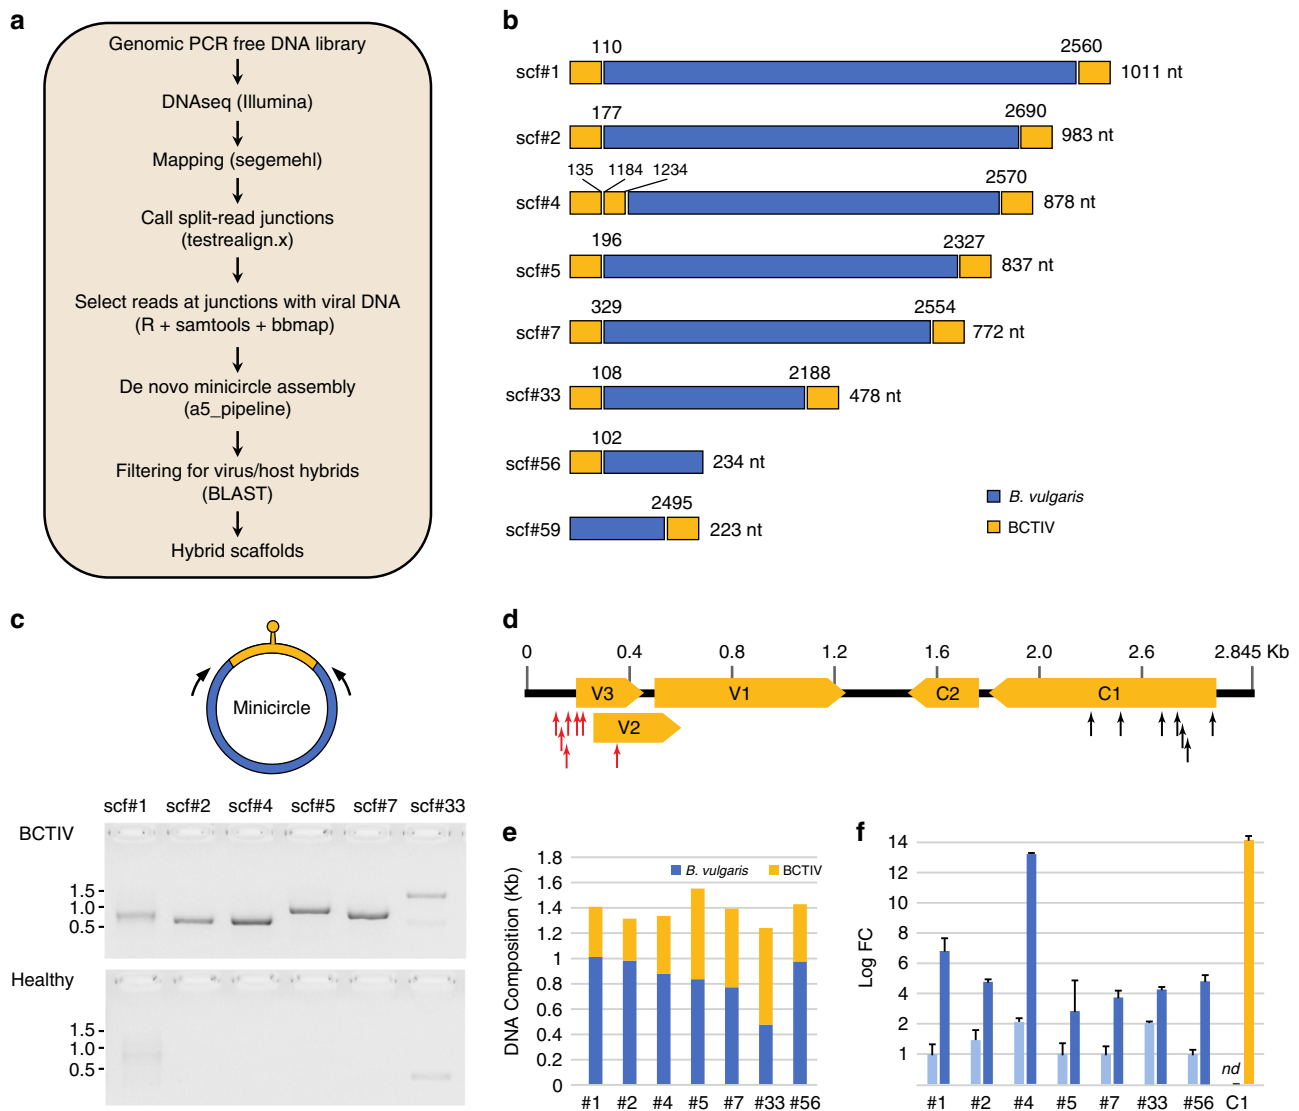 a
Genomic PCR free DNA library
DNAseq (Illumina)
Mapping (segemehl)
Call split-read junctions
(testrealign.x)
Select reads at junctions with viral DNA
(R + samtools + bbmap)
De novo minicircle assembly
(a5_pipeline)
Filtering for virus/host hybrids
(BLAST)
Hybrid scaffolds
b
110 2560
scf#1 1011 nt
177 2690
scf#2 983 nt
135 1184 1234 2570
scf#4 878 nt
196 2327
scf#5 837 nt
329 2554
scf#7 772 nt
108 2188
scf#33 478 nt
102
scf#56 234 nt
2495
scf#59 223 nt
B. vulgaris
BCTIV
c
Minicircle
scf#1 scf#2 scf#4 scf#5 scf#7 scf#33
BCTIV
1.5
1.0
0.5
Healthy
1.5
1.0
0.5
d
0 0.4 0.8 1.2 1.6 2.0 2.6 2.845 Kb
V3 V1 C2 C1
V2
e
DNA Composition (Kb)
B. vulgaris BCTIV
1.8
1.6
1.4
1.2
1
0.8
0.6
0.4
0.2
0
#1 #2 #4 #5 #7 #33 #56
f
Log FC
14
12
10
8
6
4
2
1
nd
#1 #2 #4 #5 #7 #33 #56 C1